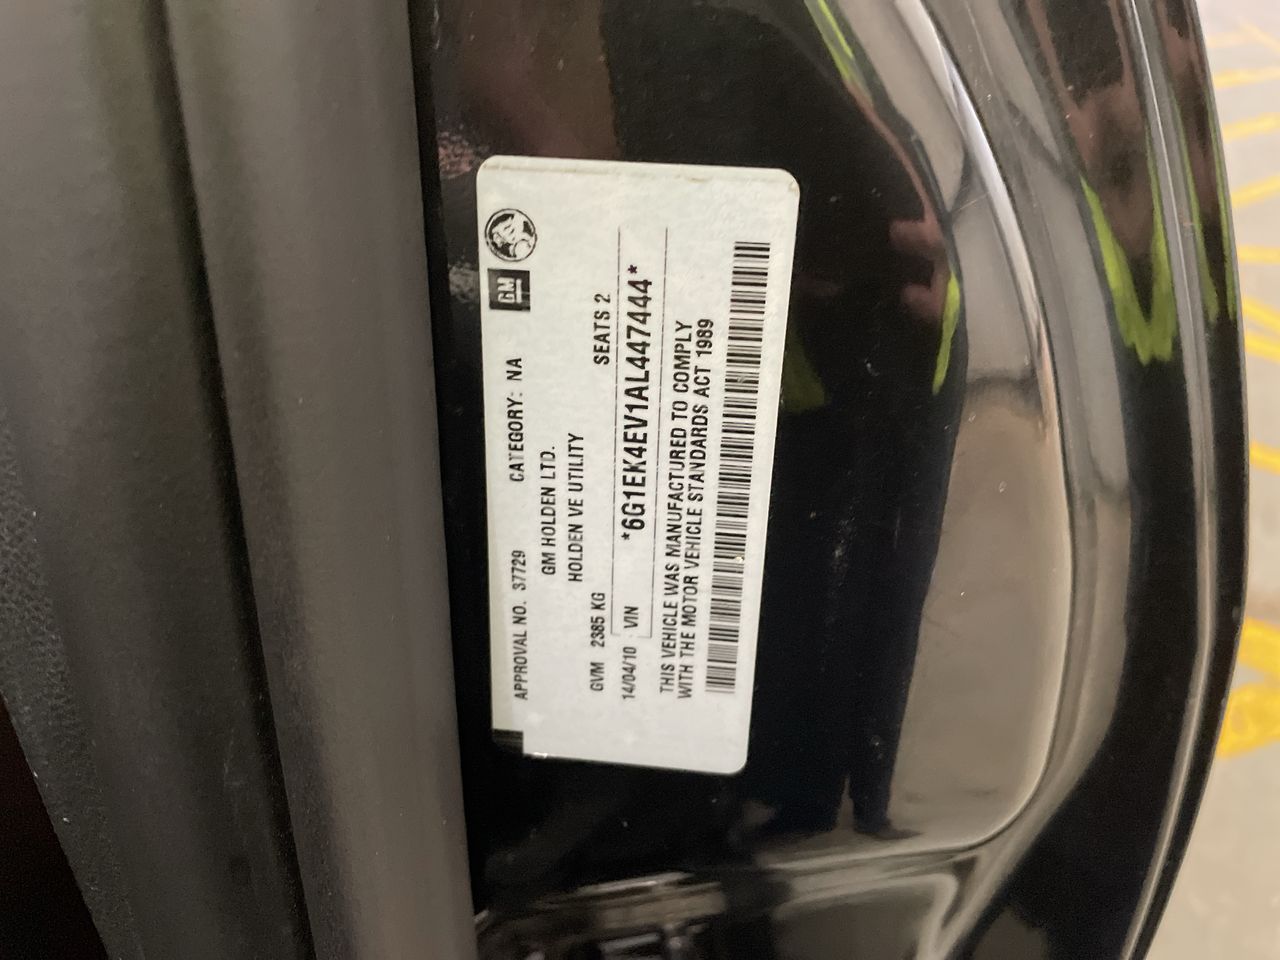 APPROVAL NO. 37729 CATEGORY: NA GM
GM HOLDEN LTD.
HOLDEN VE UTILITY
GVM 2385 KG SEATS 2
14/04/10 VIN *6G1EK4EV1AL447444*
THIS VEHICLE WAS MANUFACTURED TO COMPLY
WITH THE MOTOR VEHICLE STANDARDS ACT 1989